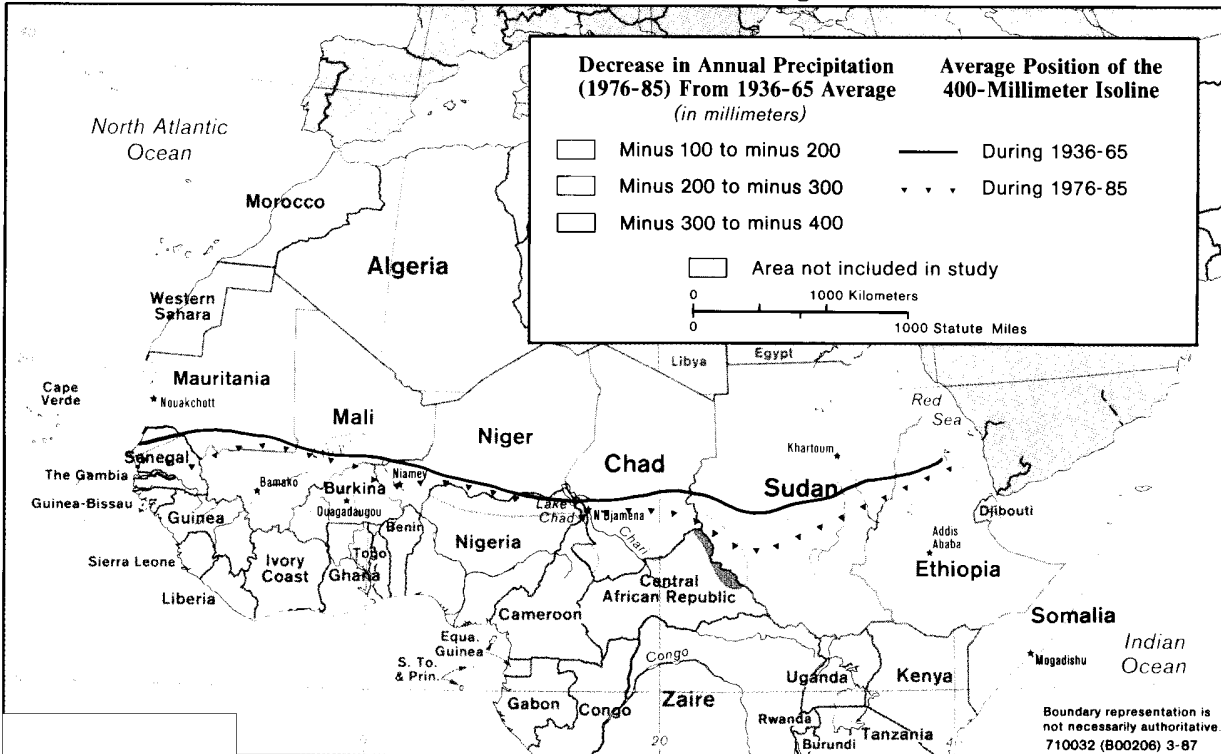 Decrease in Annual Precipitation
(1976-85) From 1936-65 Average
(in millimeters)
Minus 100 to minus 200
Minus 200 to minus 300
Minus 300 to minus 400
Average Position of the
400-Millimeter Isoline
During 1936-65
During 1976-85
Area not included in study
0 1000 Kilometers
0 1000 Statute Miles
North Atlantic
Ocean
Morocco
Algeria
Western
Sahara
Libya
Egypt
Cape
Verde
Mauritania
Nouakchott
Mali
Niger
Chad
Red
Sea
Khartoum
Sudan
Senegal
The Gambia
Bamako
Niamey
Guinea-Bissau
Burkina
Ouagadaugou
Lake
Chad
N'Djamena
Djibouti
Guinea
Benin
Chari
Addis
Ababa
Nigeria
Togo
Sierra Leone
Ivory
Coast
Ghana
Ethiopia
Liberia
Central
African Republic
Cameroon
Somalia
Equa.
Guinea
Indian
Ocean
S. To.
& Prin.
Congo
Uganda
Kenya
Mogadishu
Gabon
Congo
Zaire
Rwanda
Tanzania
Burundi
20
Boundary representation is
not necessarily authoritative.
710032 (B00206) 3-87